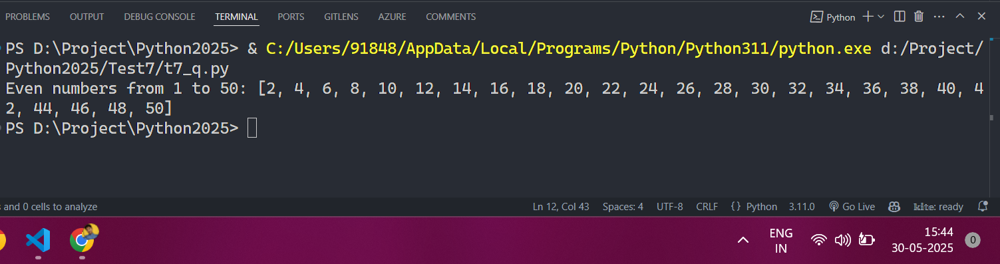 PROBLEMS OUTPUT DEBUG CONSOLE TERMINAL PORTS GITLENS AZURE COMMENTS Python
PS D:\Project\Python2025> & C:/Users/91848/AppData/Local/Programs/Python/Python311/python.exe d:/Project/
Python2025/Test7/t7_q.py
Even numbers from 1 to 50: [2, 4, 6, 8, 10, 12, 14, 16, 18, 20, 22, 24, 26, 28, 30, 32, 34, 36, 38, 40, 4
2, 44, 46, 48, 50]
PS D:\Project\Python2025>
and 0 cells to analyze Ln 12, Col 43 Spaces: 4 UTF-8 CRLF {} Python 3.11.0 Go Live kite: ready
ENG 15:44
IN 30-05-2025 0